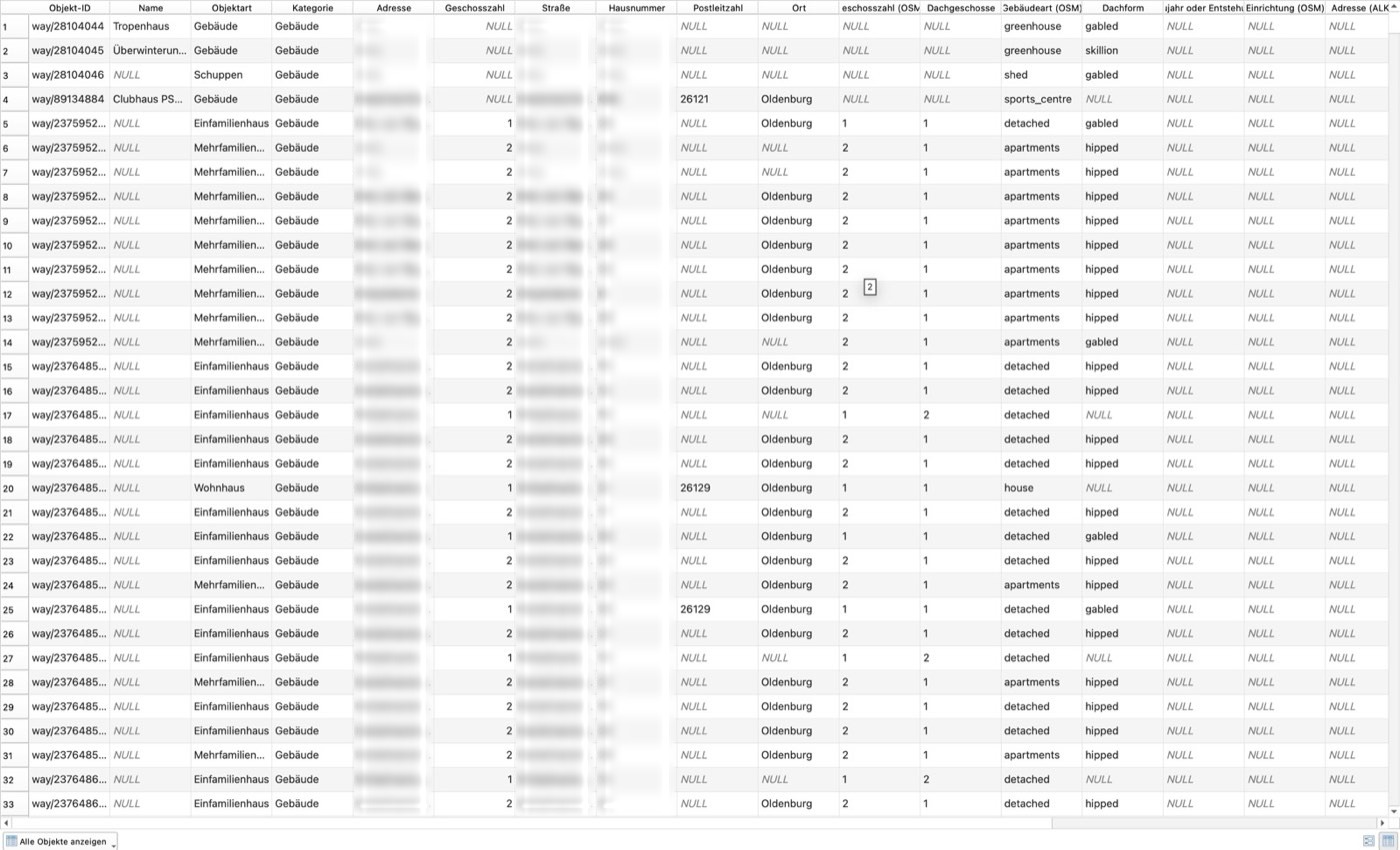 Objekt-ID Name Objektart Kategorie Adresse Geschosszahl Straße Hausnummer Postleitzahl Ort eschosszahl (OSM Dachgeschosse Gebäudeart (OSM) Dachform ujahr oder Entstehu Einrichtung (OSM) Adresse (ALK
1 way/28104044 Tropenhaus Gebäude Gebäude NULL NULL NULL NULL NULL greenhouse gabled NULL NULL NULL
2 way/28104045 Überwinterun... Gebäude Gebäude NULL NULL NULL NULL NULL greenhouse skillion NULL NULL NULL
3 way/28104046 NULL Schuppen Gebäude NULL NULL NULL NULL NULL shed gabled NULL NULL NULL
4 way/89134884 Clubhaus PS... Gebäude Gebäude NULL 26121 Oldenburg NULL NULL sports_centre NULL NULL NULL NULL
5 way/2375952... NULL Einfamilienhaus Gebäude 1 NULL Oldenburg 1 1 detached gabled NULL NULL NULL
6 way/2375952... NULL Mehrfamilien... Gebäude 2 NULL NULL 2 1 apartments hipped NULL NULL NULL
7 way/2375952... NULL Mehrfamilien... Gebäude 2 NULL NULL 2 1 apartments hipped NULL NULL NULL
8 way/2375952... NULL Mehrfamilien... Gebäude 2 NULL Oldenburg 2 1 apartments hipped NULL NULL NULL
9 way/2375952... NULL Mehrfamilien... Gebäude 2 NULL Oldenburg 2 1 apartments hipped NULL NULL NULL
10 way/2375952... NULL Mehrfamilien... Gebäude 2 NULL Oldenburg 2 1 apartments hipped NULL NULL NULL
11 way/2375952... NULL Mehrfamilien... Gebäude 2 NULL Oldenburg 2 1 apartments hipped NULL NULL NULL
12 way/2375952... NULL Mehrfamilien... Gebäude 2 NULL Oldenburg 2 2 1 apartments hipped NULL NULL NULL
13 way/2375952... NULL Mehrfamilien... Gebäude 2 NULL Oldenburg 2 1 apartments hipped NULL NULL NULL
14 way/2375952... NULL Mehrfamilien... Gebäude 2 NULL NULL 2 1 apartments gabled NULL NULL NULL
15 way/2376485... NULL Einfamilienhaus Gebäude 2 NULL Oldenburg 2 1 detached hipped NULL NULL NULL
16 way/2376485... NULL Einfamilienhaus Gebäude 2 NULL Oldenburg 2 1 detached hipped NULL NULL NULL
17 way/2376485... NULL Einfamilienhaus Gebäude 1 NULL NULL 1 2 detached NULL NULL NULL NULL
18 way/2376485... NULL Einfamilienhaus Gebäude 2 NULL Oldenburg 2 1 detached hipped NULL NULL NULL
19 way/2376485... NULL Einfamilienhaus Gebäude 2 NULL Oldenburg 2 1 detached hipped NULL NULL NULL
20 way/2376485... NULL Wohnhaus Gebäude 1 26129 Oldenburg 1 1 house NULL NULL NULL NULL
21 way/2376485... NULL Einfamilienhaus Gebäude 2 NULL Oldenburg 2 1 detached hipped NULL NULL NULL
22 way/2376485... NULL Einfamilienhaus Gebäude 1 NULL Oldenburg 1 1 detached gabled NULL NULL NULL
23 way/2376485... NULL Einfamilienhaus Gebäude 2 NULL Oldenburg 2 1 detached hipped NULL NULL NULL
24 way/2376485... NULL Mehrfamilien... Gebäude 2 NULL Oldenburg 2 1 apartments hipped NULL NULL NULL
25 way/2376485... NULL Einfamilienhaus Gebäude 1 26129 Oldenburg 1 1 detached gabled NULL NULL NULL
26 way/2376485... NULL Einfamilienhaus Gebäude 2 NULL Oldenburg 2 1 detached hipped NULL NULL NULL
27 way/2376485... NULL Einfamilienhaus Gebäude 1 NULL NULL 1 2 detached NULL NULL NULL NULL
28 way/2376485... NULL Mehrfamilien... Gebäude 2 NULL Oldenburg 2 1 apartments hipped NULL NULL NULL
29 way/2376485... NULL Einfamilienhaus Gebäude 2 NULL Oldenburg 2 1 detached hipped NULL NULL NULL
30 way/2376485... NULL Einfamilienhaus Gebäude 2 NULL Oldenburg 2 1 detached hipped NULL NULL NULL
31 way/2376485... NULL Mehrfamilien... Gebäude 2 NULL Oldenburg 2 1 apartments hipped NULL NULL NULL
32 way/2376486... NULL Einfamilienhaus Gebäude 1 NULL NULL 1 2 detached NULL NULL NULL NULL
33 way/2376486... NULL Einfamilienhaus Gebäude 2 NULL Oldenburg 2 1 detached hipped NULL NULL NULL
Alle Objekte anzeigen